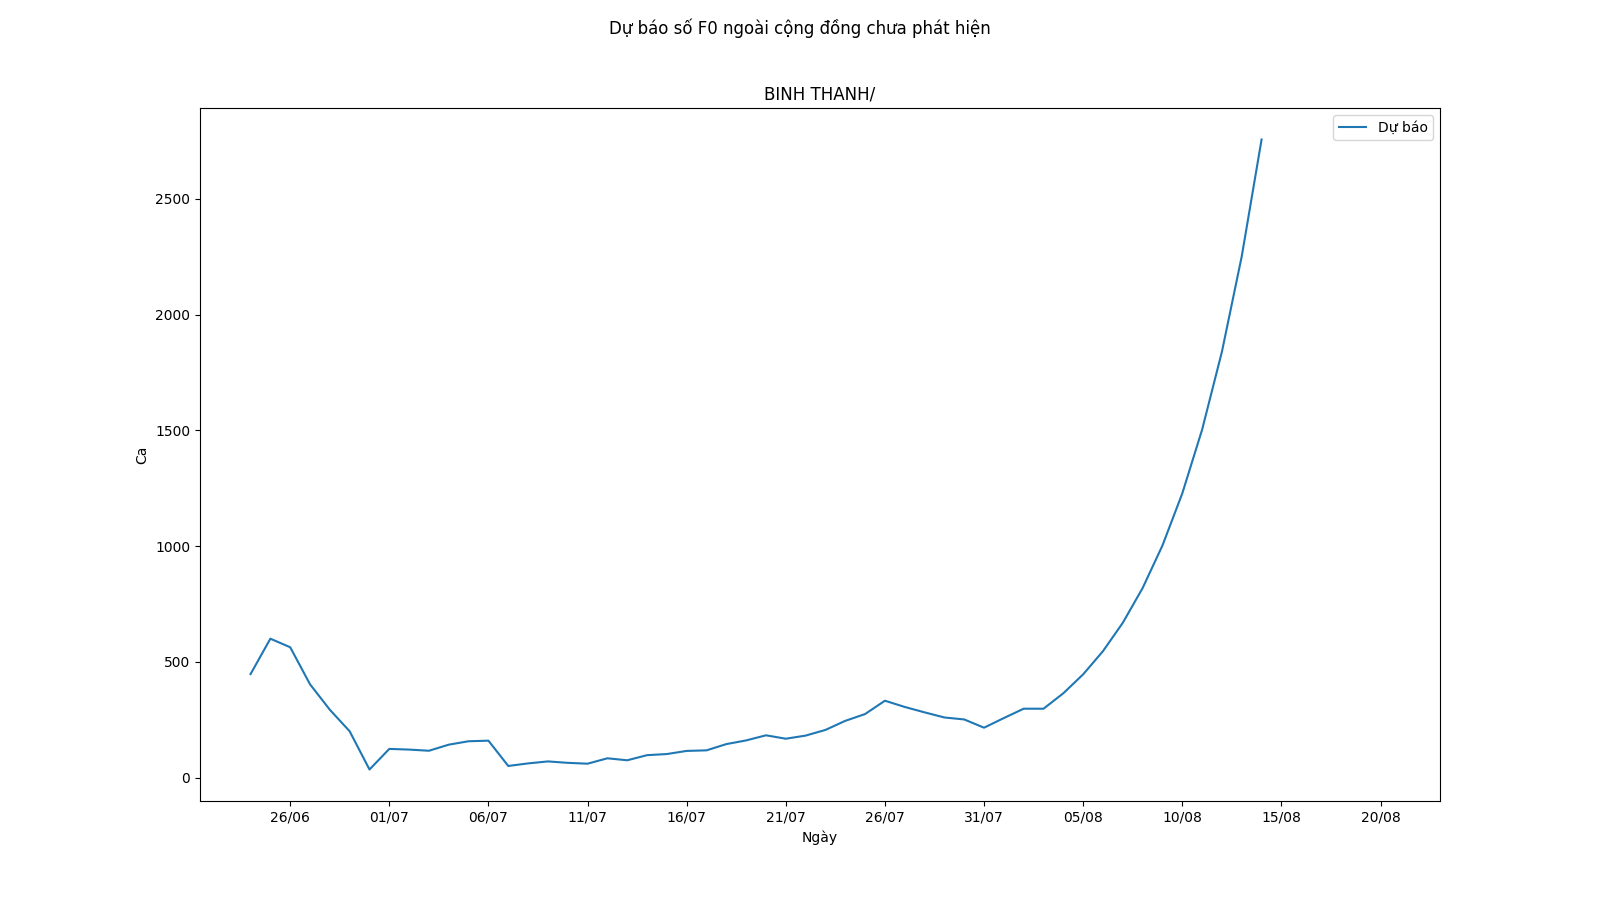 Dự báo số F0 ngoài cộng đồng chưa phát hiện
BINH THANH/
Dự báo
2500
2000
1500
1000
500
0
Ca
26/06 01/07 06/07 11/07 16/07 21/07 26/07 31/07 05/08 10/08 15/08 20/08
Ngày